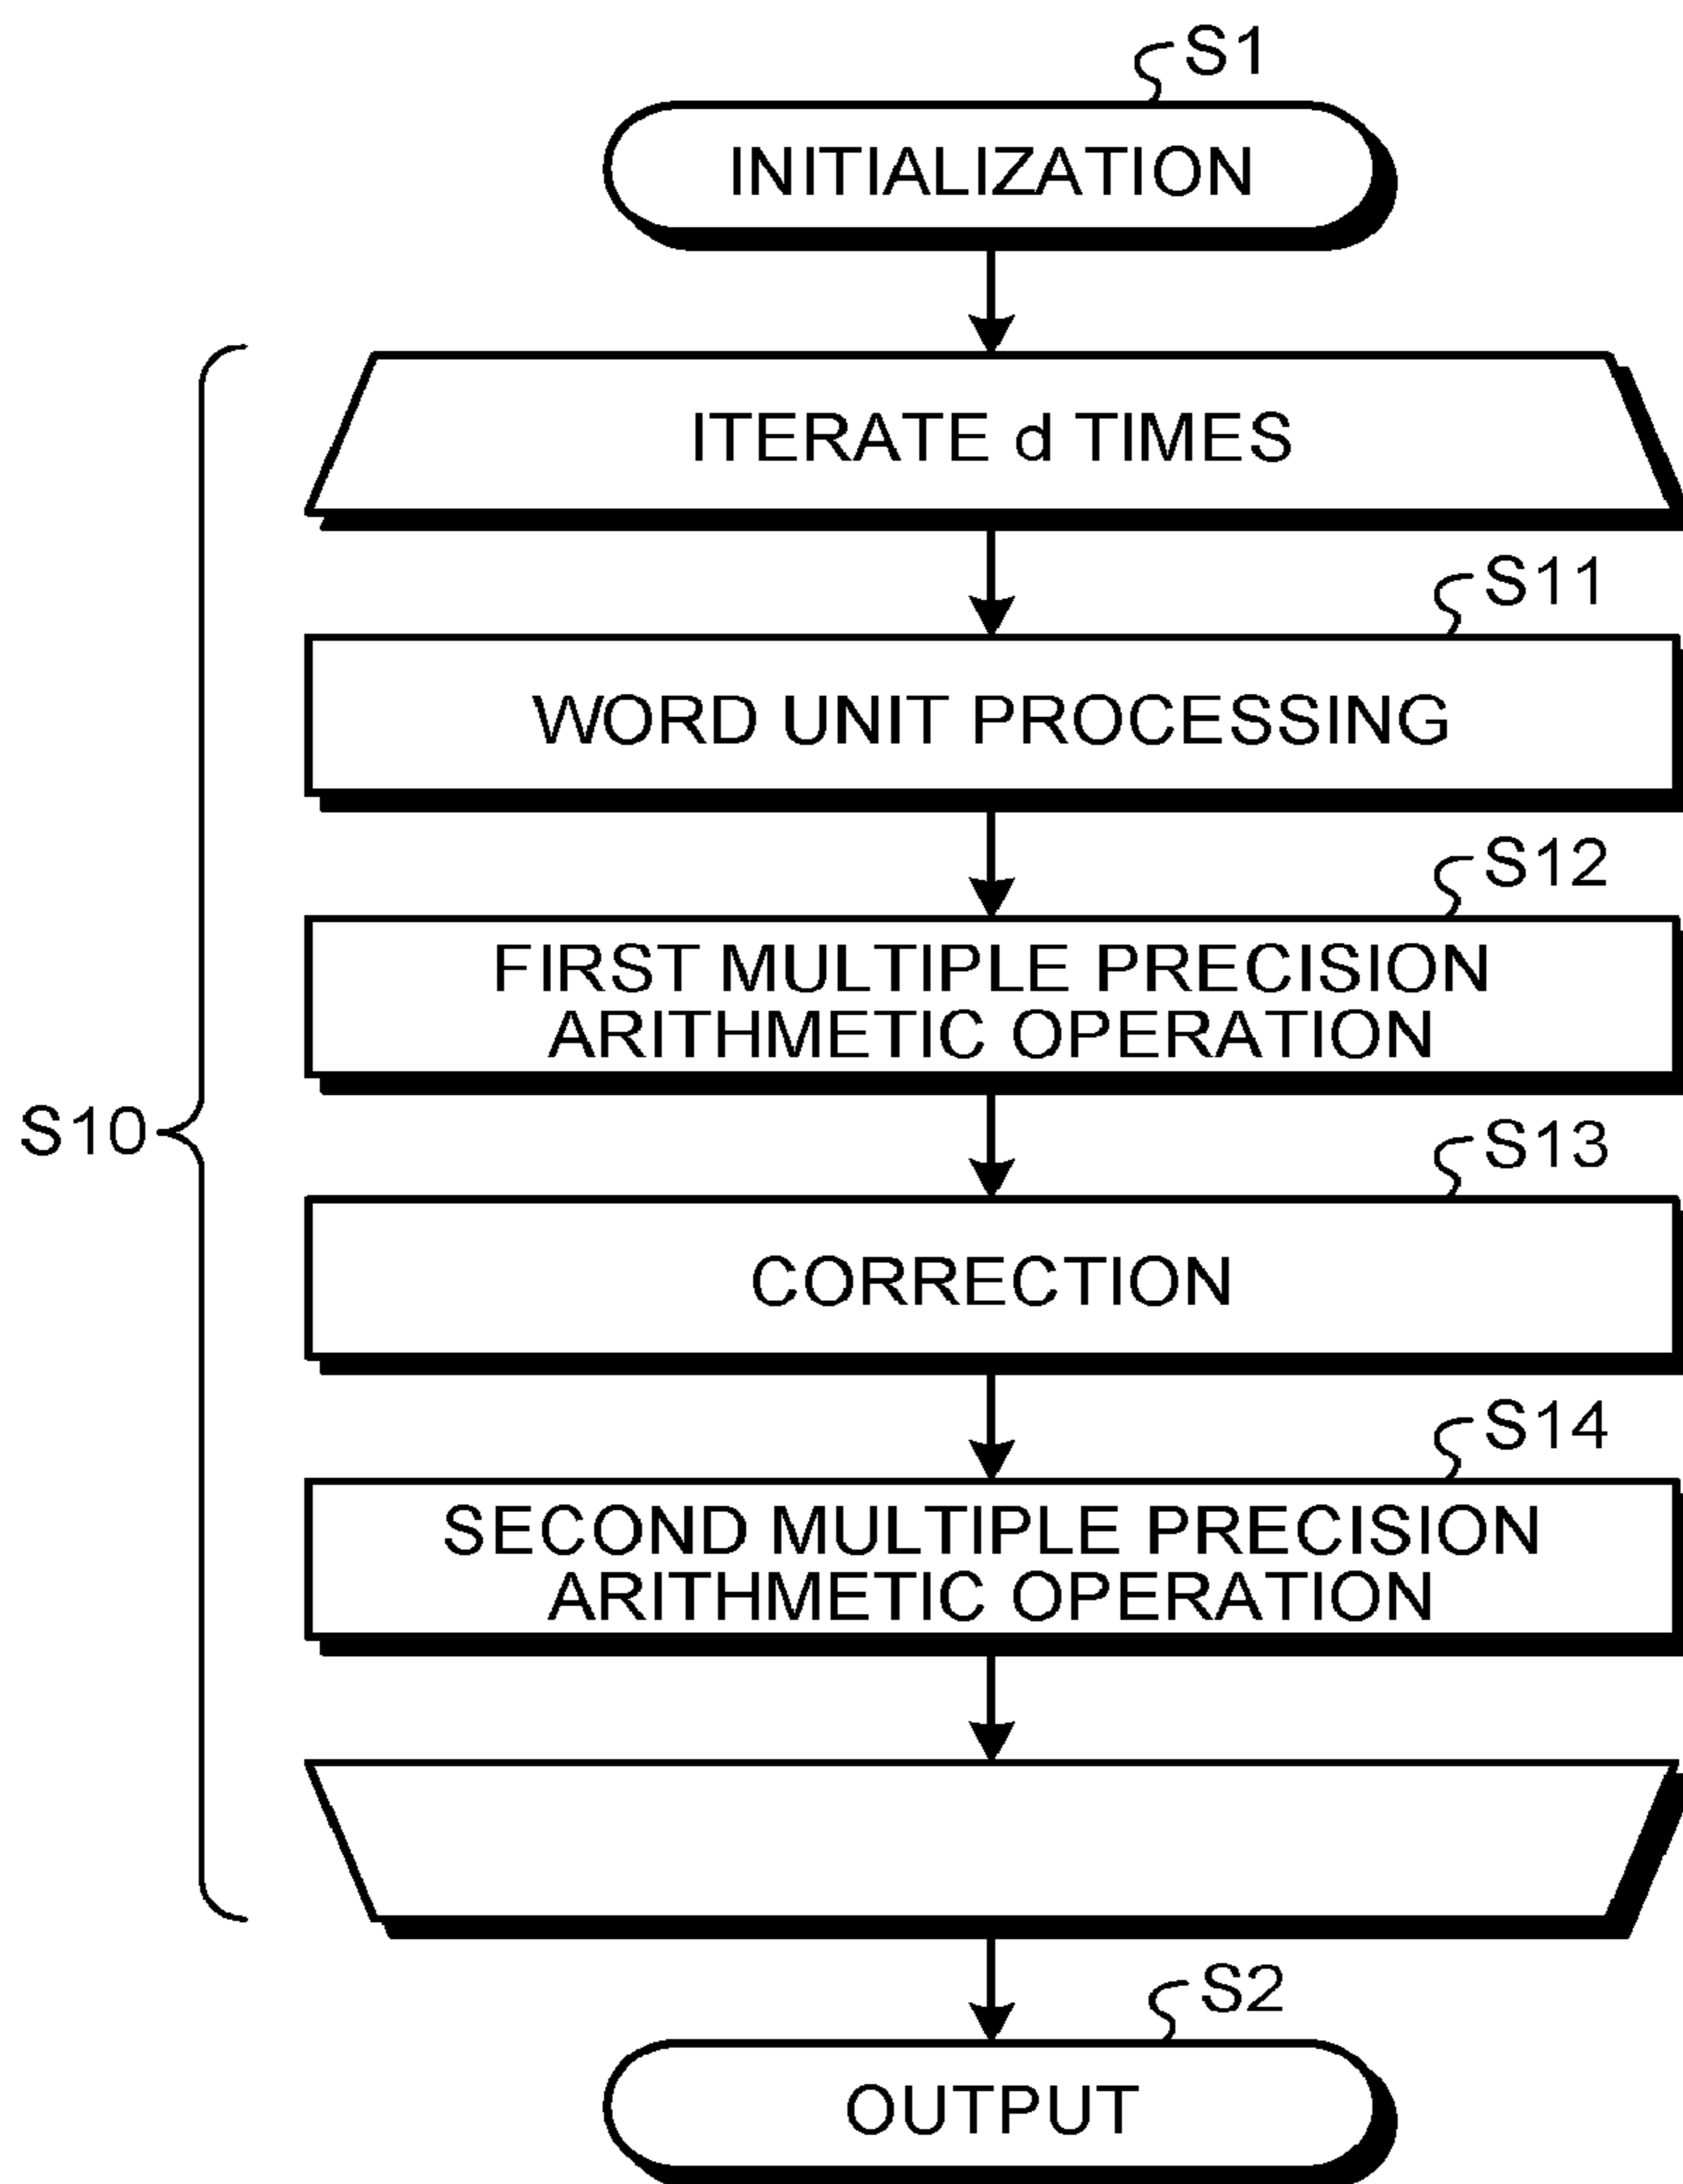 S1
INITIALIZATION
ITERATE d TIMES
S11
WORD UNIT PROCESSING
S12
FIRST MULTIPLE PRECISION
ARITHMETIC OPERATION
S10
S13
CORRECTION
S14
SECOND MULTIPLE PRECISION
ARITHMETIC OPERATION
S2
OUTPUT